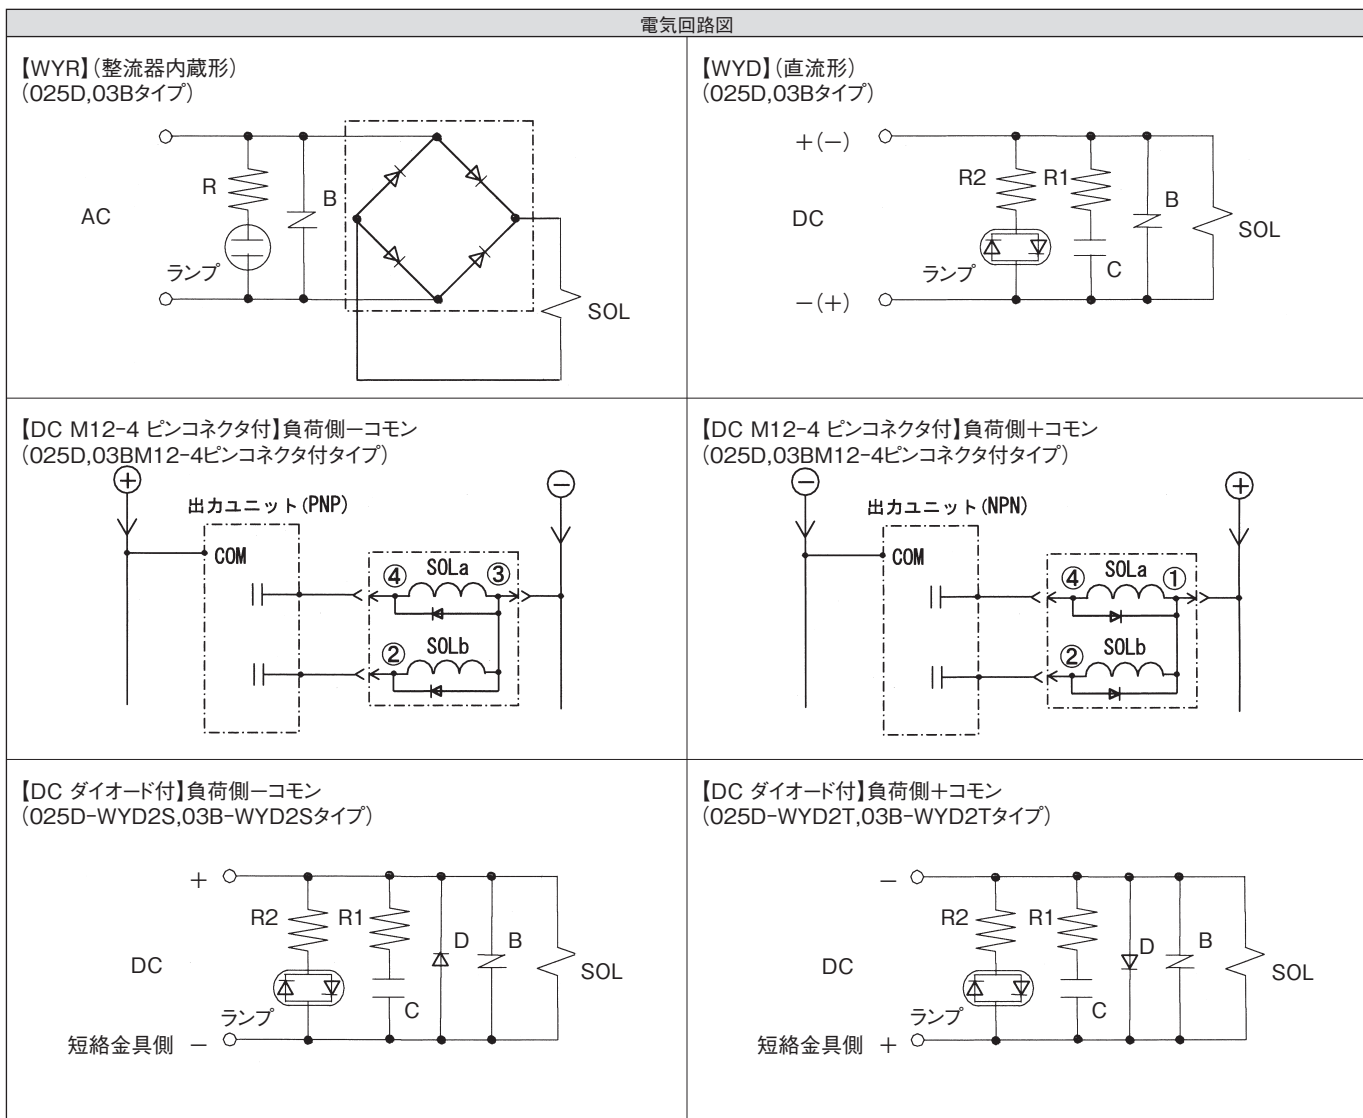 電気回路図
【WYR】(整流器内蔵形)
(025D,03Bタイプ)
AC
R
B
ランプ
SOL
【WYD】(直流形)
(025D,03Bタイプ)
+(−)
R2
R1
B
DC
SOL
ランプ
C
−(+)
【DC M12-4 ピンコネクタ付】負荷側−コモン
(025D,03BM12-4ピンコネクタ付タイプ)
+
−
出力ユニット(PNP)
COM
SOLa
④
③
SOLb
②
【DC M12-4 ピンコネクタ付】負荷側+コモン
(025D,03BM12-4ピンコネクタ付タイプ)
−
+
出力ユニット(NPN)
COM
SOLa
④
①
SOLb
②
【DC ダイオード付】負荷側−コモン
(025D-WYD2S,03B-WYD2Sタイプ)
+
R2
R1
D
B
DC
SOL
ランプ
C
短絡金具側 −
【DC ダイオード付】負荷側+コモン
(025D-WYD2T,03B-WYD2Tタイプ)
−
R2
R1
D
B
DC
SOL
ランプ
C
短絡金具側 +